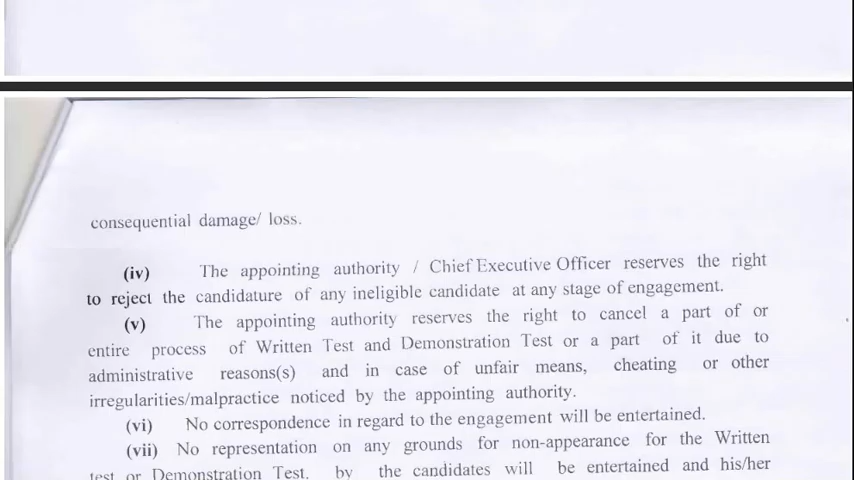 consequential damage/ loss.
(iv) The appointing authority / Chief Executive Officer reserves the right
to reject the candidature of any ineligible candidate at any stage of engagement.
(v) The appointing authority reserves the right to cancel a part of or
entire process of Written Test and Demonstration Test or a part of it due to
administrative reasons(s) and in case of unfair means, cheating or other
irregularities/malpractice noticed by the appointing authority.
(vi) No correspondence in regard to the engagement will be entertained.
(vii) No representation on any grounds for non-appearance for the Written
test or Demonstration Test. by the candidates will be entertained and his/her